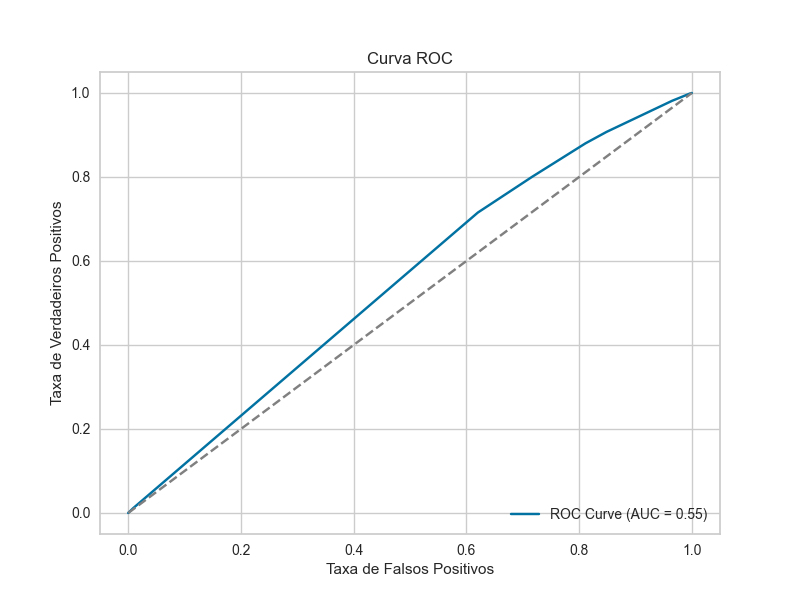 Curva ROC
1.0
0.8
0.6
0.4
0.2
0.0
Taxa de Verdadeiros Positivos
ROC Curve (AUC = 0.55)
0.0 0.2 0.4 0.6 0.8 1.0
Taxa de Falsos Positivos